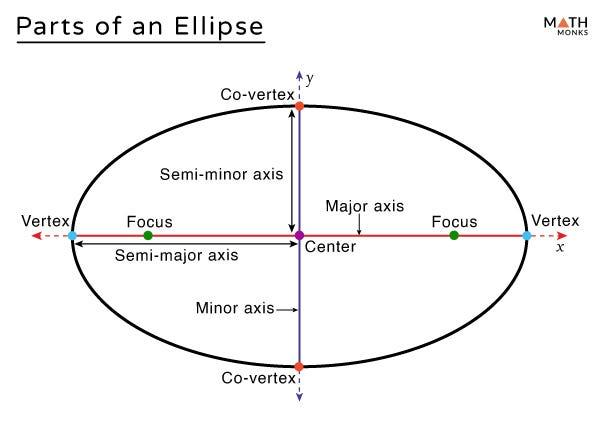 Parts of an Ellipse
MATH
MONKS
y
Co-vertex
Semi-minor axis
Major axis
Vertex
Focus
Focus
Vertex
Center
x
Semi-major axis
Minor axis
Co-vertex